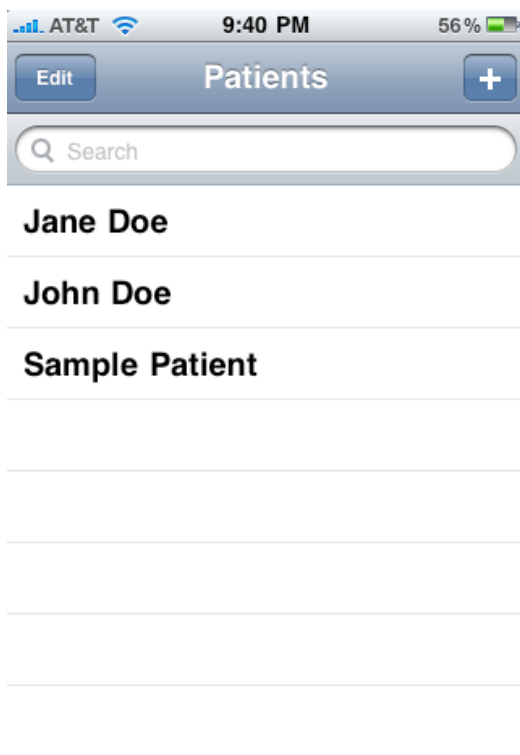 AT&T 9:40 PM 56%
Edit Patients +
Search
Jane Doe
John Doe
Sample Patient